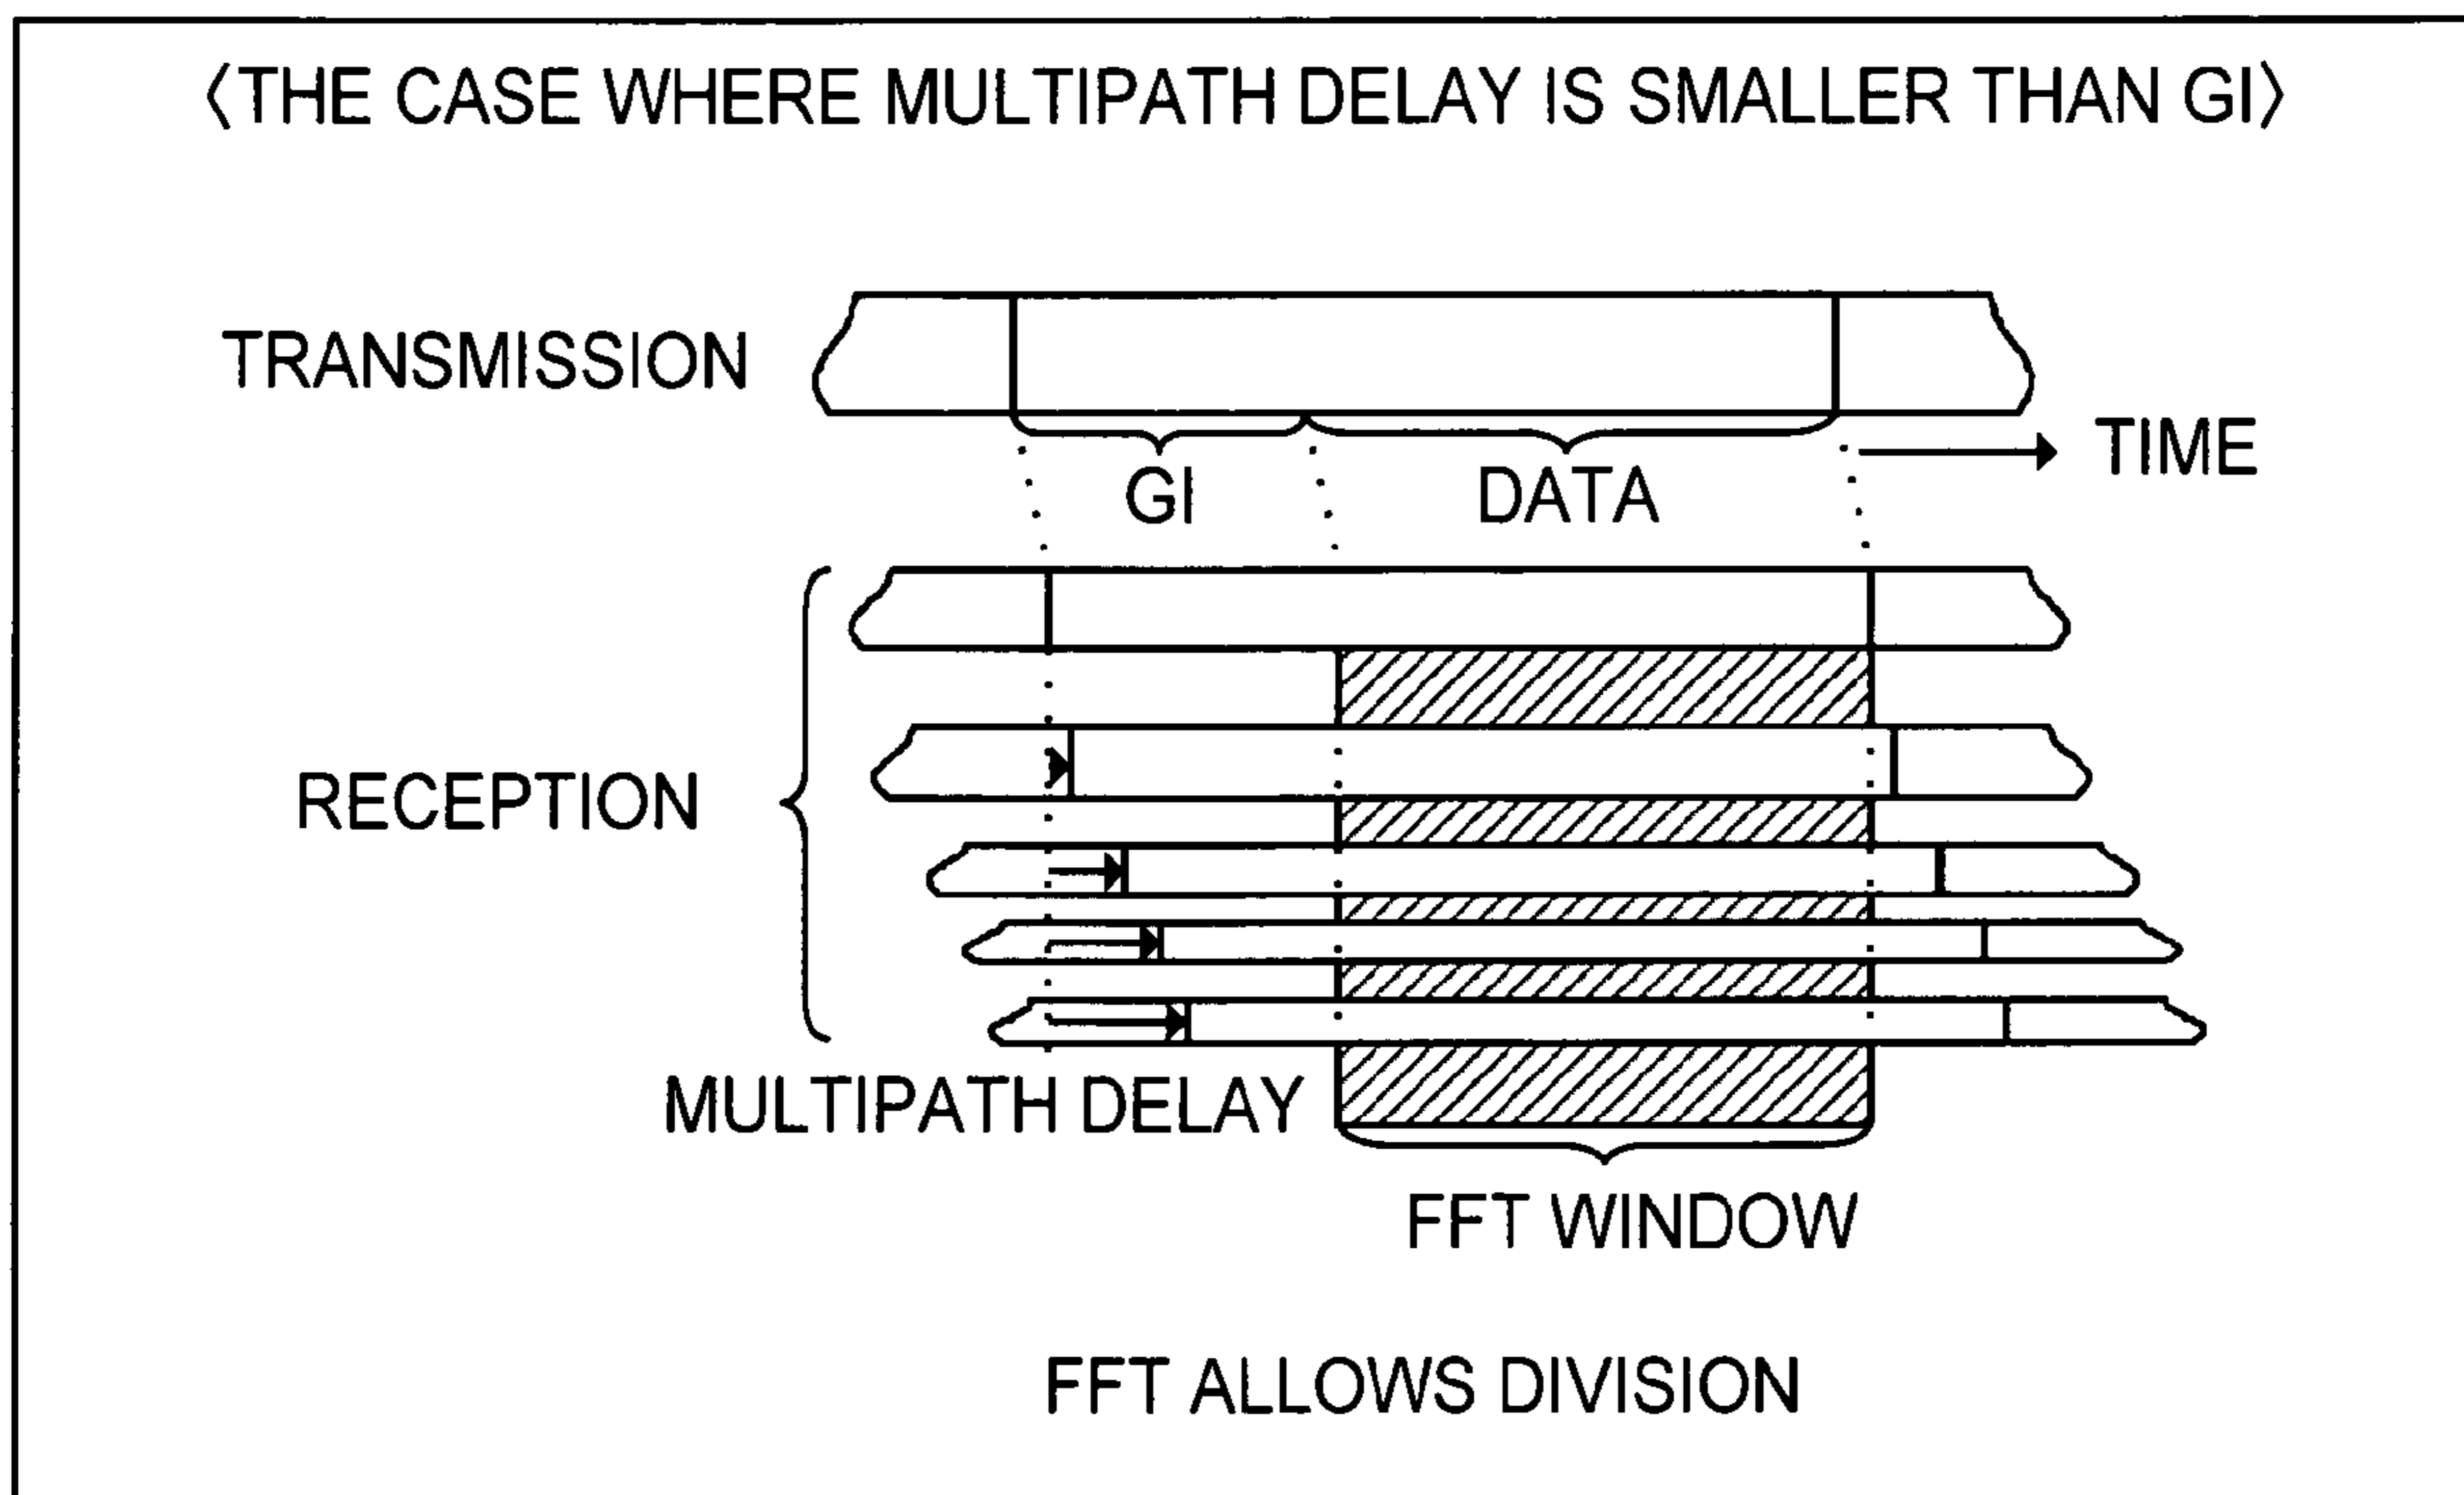 〈THE CASE WHERE MULTIPATH DELAY IS SMALLER THAN GI〉
TRANSMISSION
TIME
GI
DATA
RECEPTION
MULTIPATH DELAY
FFT WINDOW
FFT ALLOWS DIVISION